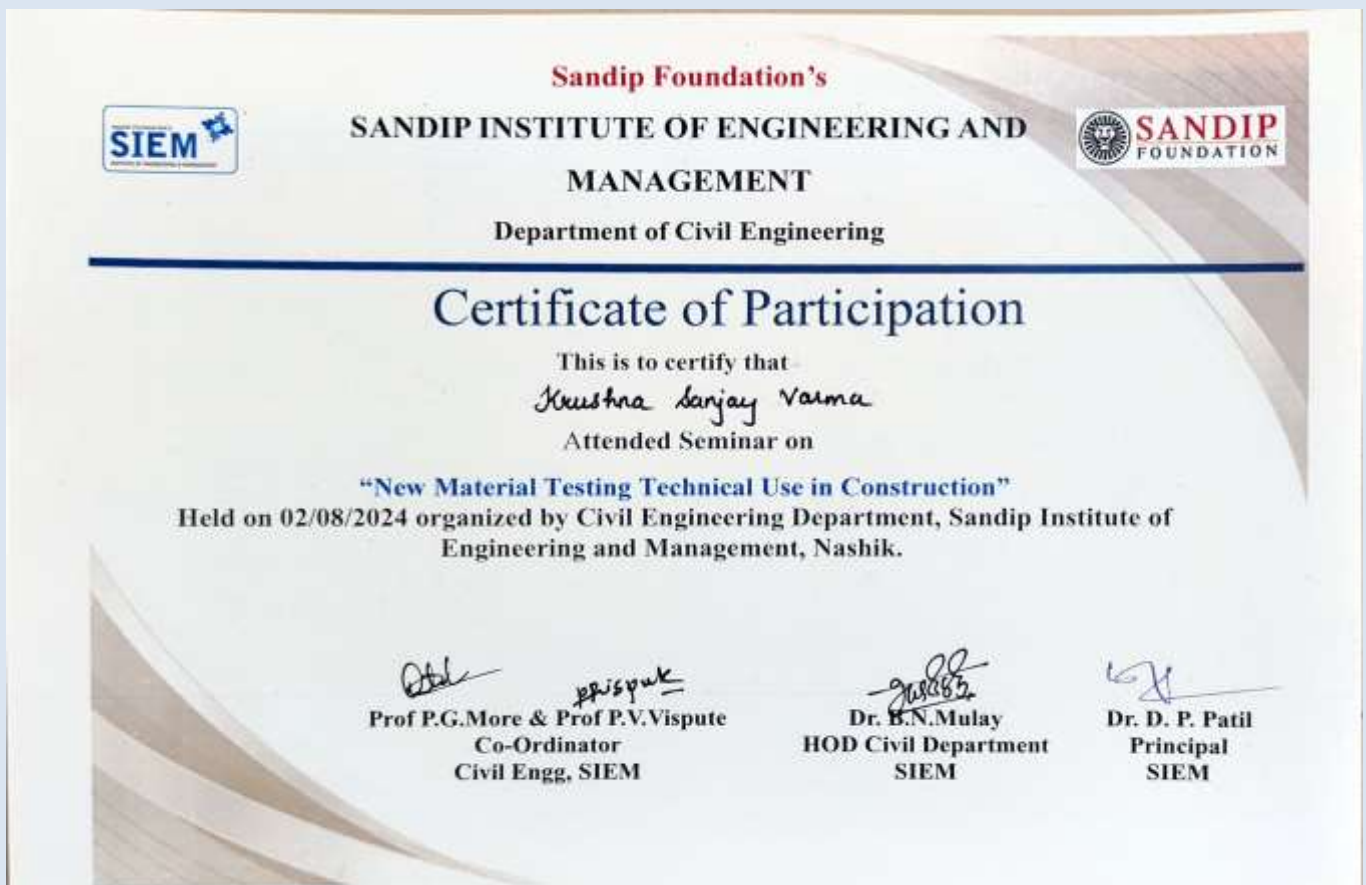 Sandip Foundation's
SIEM
SANDIP INSTITUTE OF ENGINEERING AND
MANAGEMENT
SANDIP
FOUNDATION
Department of Civil Engineering
Certificate of Participation
This is to certify that
Krushna Sanjay Varma
Attended Seminar on
“New Material Testing Technical Use in Construction”
Held on 02/08/2024 organized by Civil Engineering Department, Sandip Institute of
Engineering and Management, Nashik.
Prof P.G.More & Prof P.V.Vispute
Co-Ordinator
Civil Engg, SIEM
Dr. B.N.Mulay
HOD Civil Department
SIEM
Dr. D. P. Patil
Principal
SIEM